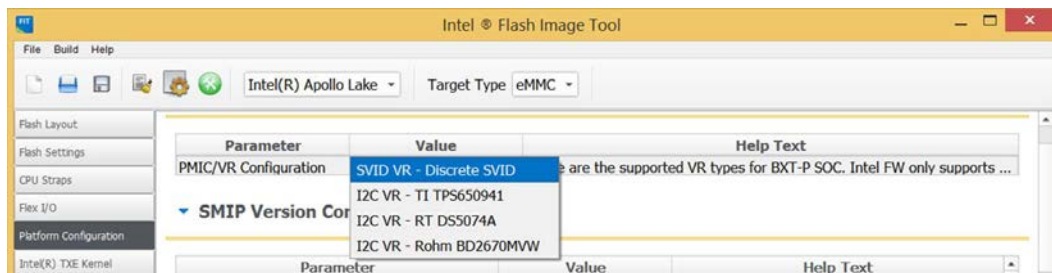 FIT
Intel ® Flash Image Tool
File Build Help
Intel(R) Apollo Lake Target Type eMMC
Flash Layout
Flash Settings
CPU Straps
Flex I/O
Platform Configuration
Intel(R) TXE Kernel
Parameter Value Help Text
PMIC/VR Configuration SVID VR - Discrete SVID e are the supported VR types for BXT-P SOC. Intel FW only supports ...
I2C VR - TI TPS650941
I2C VR - RT DS5074A
I2C VR - Rohm BD2670MVW
SMIP Version Cor
Parameter Value Help Text